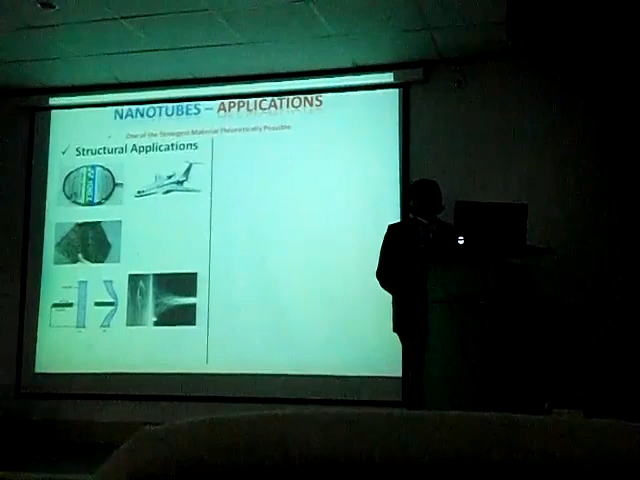 NANOTUBES – APPLICATIONS
✓ One of the Strongest Material Theoretically Possible
✓ Structural Applications